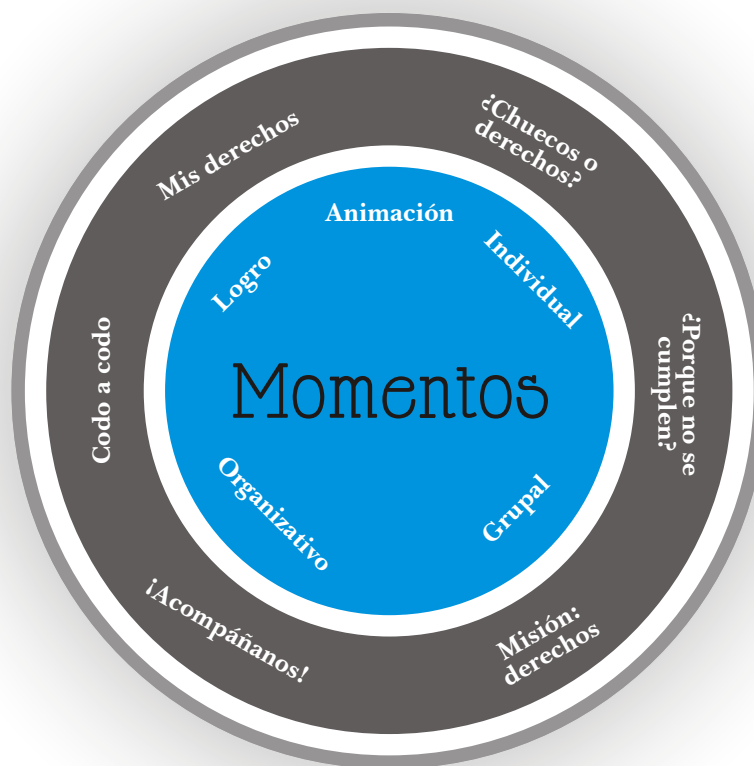 Mis derechos
¿Chuecos o
derechos?
¿Porque no se
cumplen?
Misión:
derechos
¡Acompáñanos!
Codo a codo
Animación
Individual
Grupal
Organizativo
Logro
Momentos